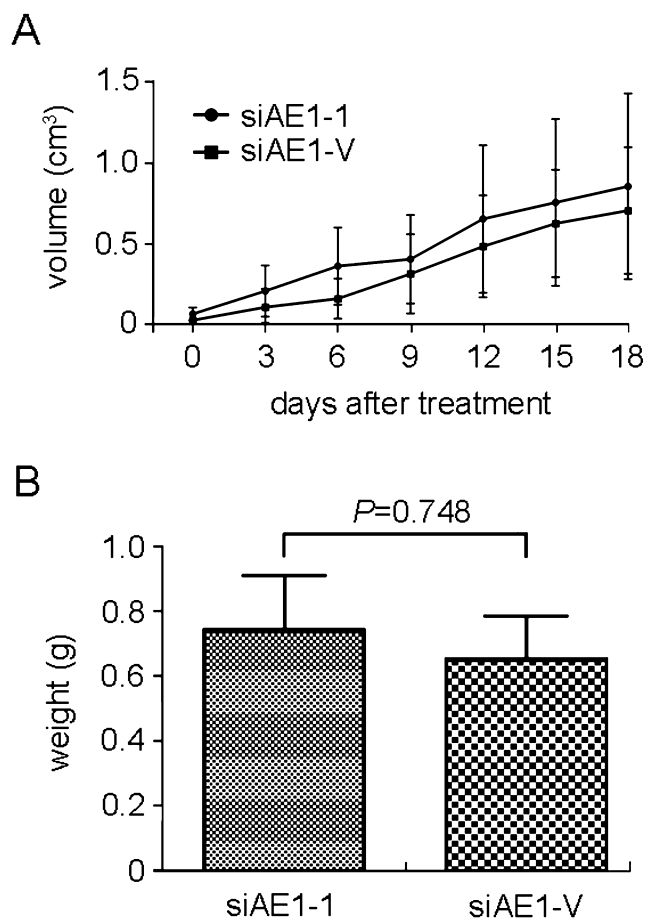 A
1.5
1.0
0.5
0
volume (cm³)
siAE1-1
siAE1-V
0 3 6 9 12 15 18
days after treatment
B
P=0.748
1.0
0.8
0.6
0.4
0.2
0
weight (g)
siAE1-1 siAE1-V